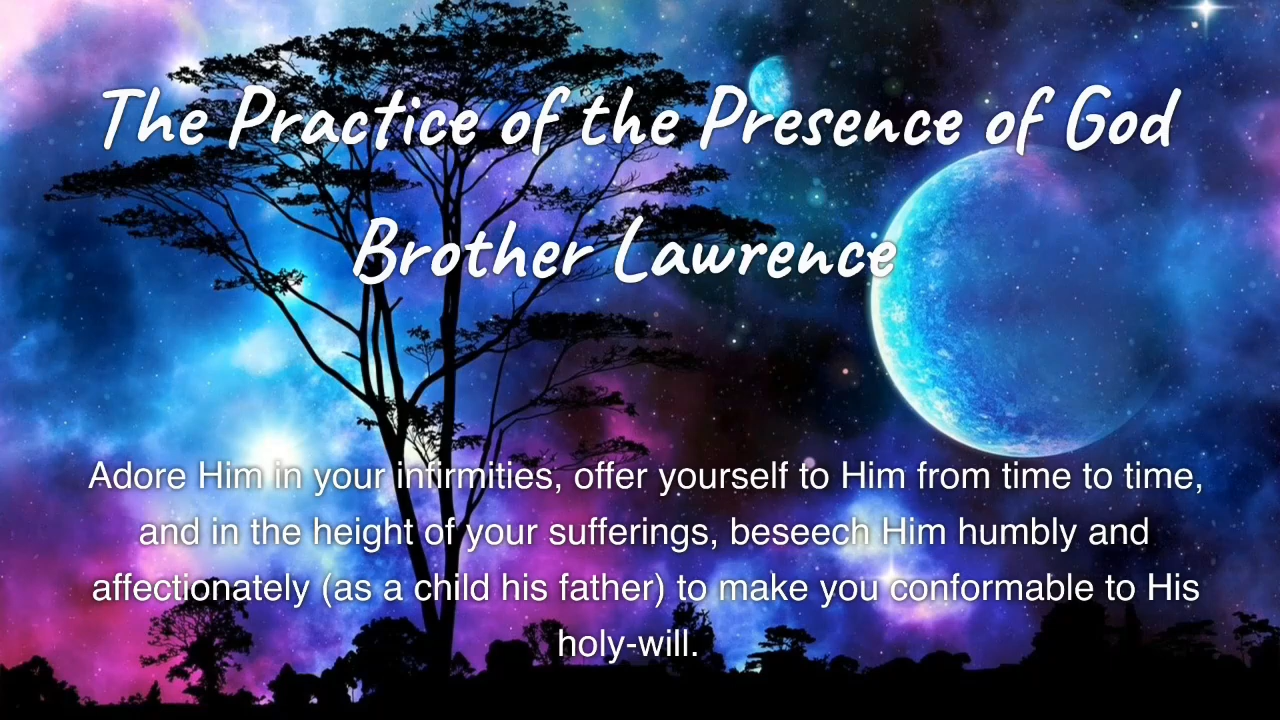 The Practice of the Presence of God
Brother Lawrence
Adore Him in your infirmities, offer yourself to Him from time to time,
and in the height of your sufferings, beseech Him humbly and
affectionately (as a child his father) to make you conformable to His
holy-will.